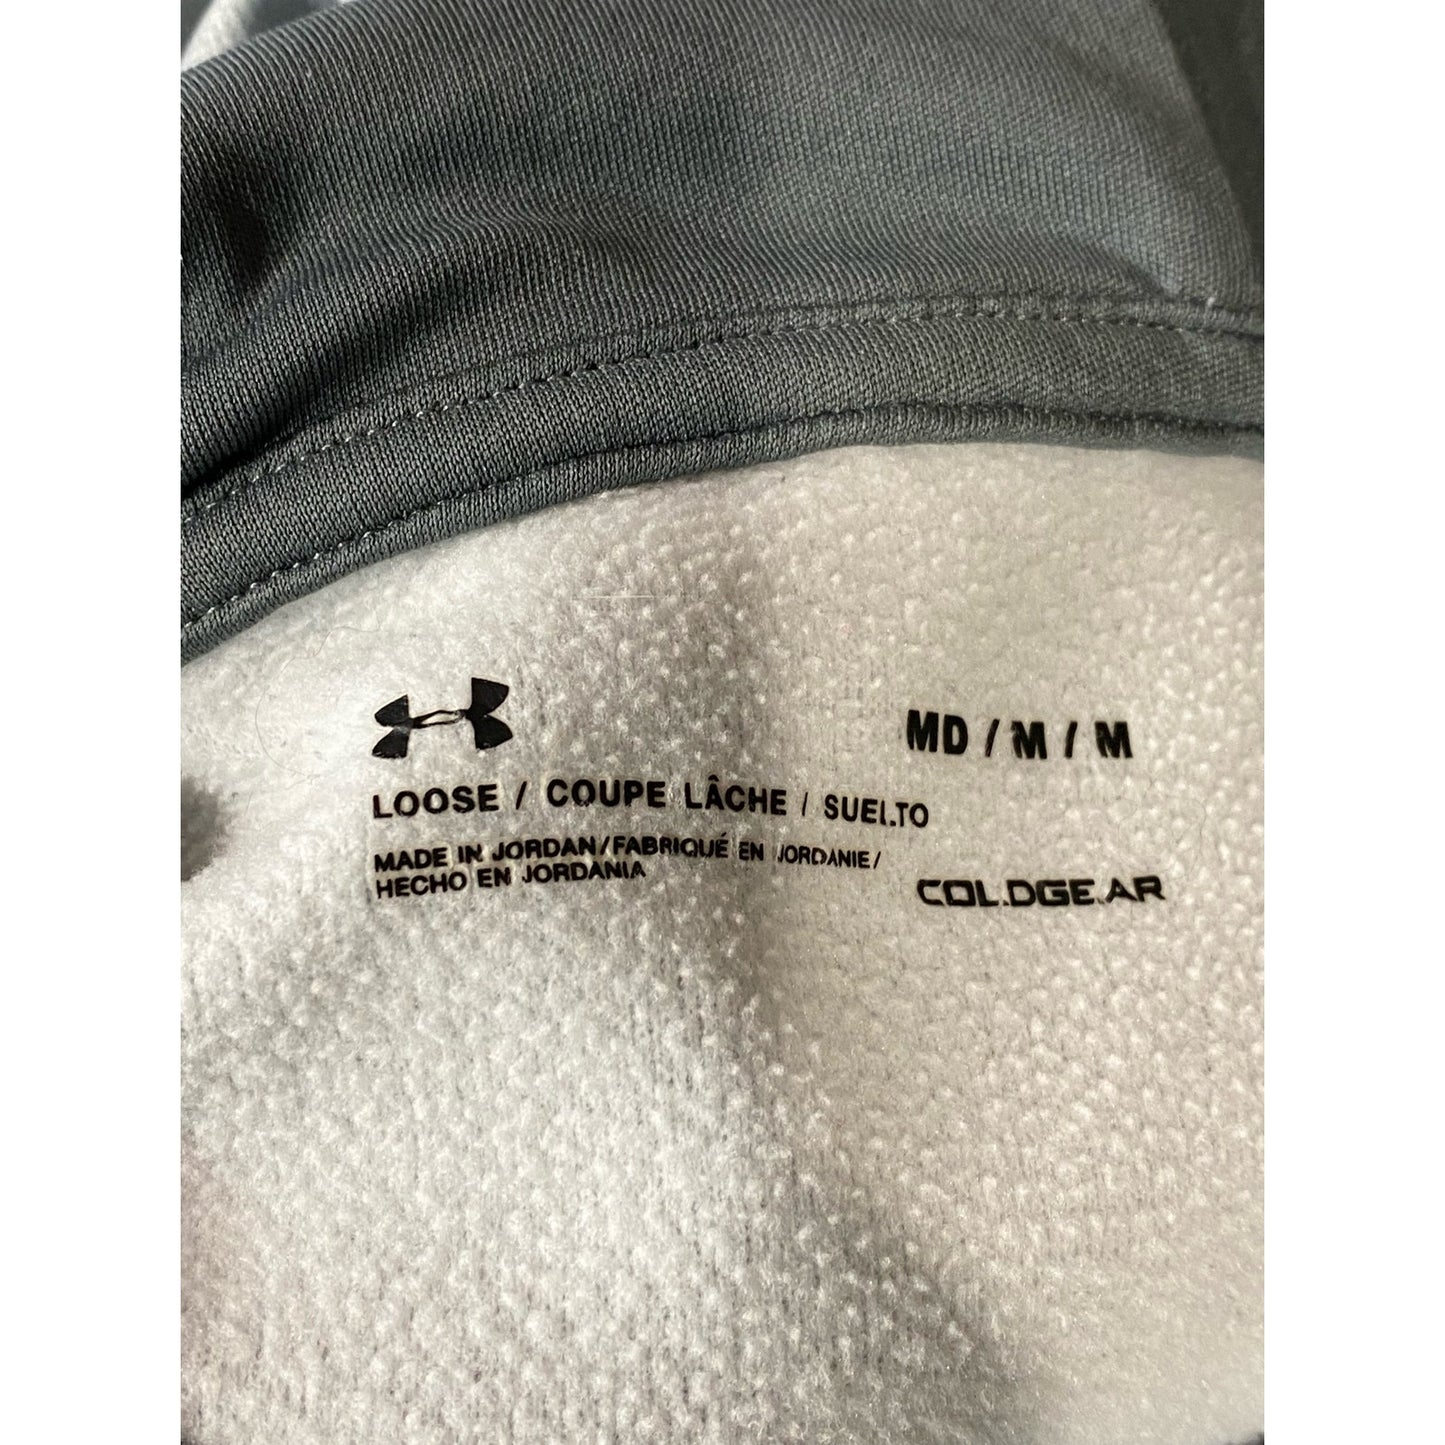 MD / M / M
LOOSE / COUPE LÂCHE / SUELTO
MADE IN JORDAN/FABRIQUÉ EN JORDANIE/
HECHO EN JORDANIA
COLDGEAR